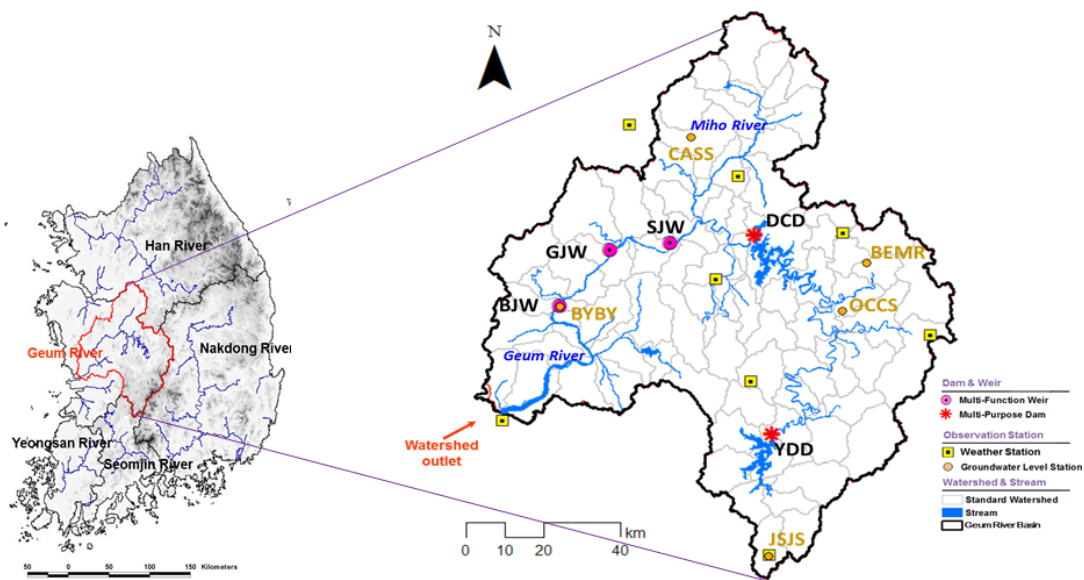 N
Miho River
CASS
DCD
SJW
GJW
BEMR
BJW
BYBY
OCCS
Geum River
Watershed
outlet
YDD
JSJS
km
0 10 20 40
Han River
Geum River
Nakdong River
Yeongsan River
Seomjin River
50 25 0 50 100 150 Kilometers
Dam & Weir
Multi-Function Weir
Multi-Purpose Dam
Observation Station
Weather Station
Groundwater Level Station
Watershed & Stream
Standard Watershed
Stream
Geum River Basin